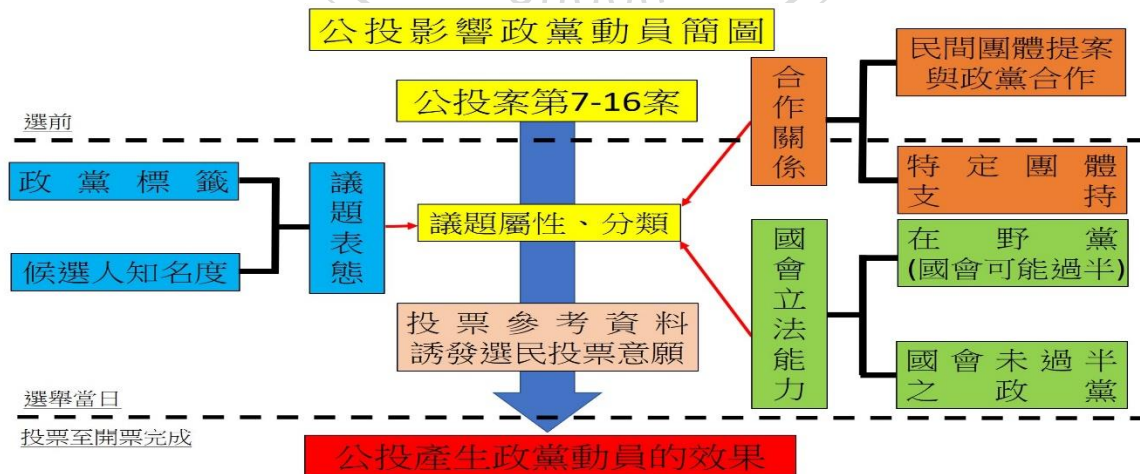 公投影響政黨動員簡圖
公投案第7-16案
選前
民間團體提案
與政黨合作
合作關係
特定團體
支持
政黨標籤
候選人知名度
議題表態
議題屬性、分類
國會立法能力
在野黨
(國會可能過半)
國會未過半
之政黨
投票參考資料
誘發選民投票意願
選舉當日
投票至開票完成
公投產生政黨動員的效果